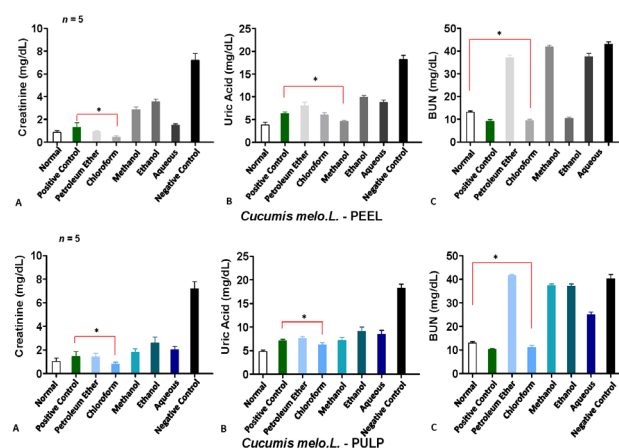 n = 5
Creatinine (mg/dL)
10
8
6
4
2
0
*
Normal
Positive Control
Petroleum Ether
Chloroform
Methanol
Ethanol
Aqueous
Negative Control
A
Uric Acid (mg/dL)
25
20
15
10
5
0
*
Normal
Positive Control
Petroleum Ether
Chloroform
Methanol
Ethanol
Aqueous
Negative Control
B
BUN (mg/dL)
50
40
30
20
10
0
*
Normal
Positive Control
Petroleum Ether
Chloroform
Methanol
Ethanol
Aqueous
Negative Control
C
Cucumis melo.L. - PEEL
n = 5
Creatinine (mg/dL)
10
8
6
4
2
0
*
Normal
Positive Control
Petroleum Ether
Chloroform
Methanol
Ethanol
Aqueous
Negative Control
A
Uric Acid (mg/dL)
25
20
15
10
5
0
*
Normal
Positive Control
Petroleum Ether
Chloroform
Methanol
Ethanol
Aqueous
Negative Control
B
BUN (mg/dL)
50
40
30
20
10
0
*
Normal
Positive Control
Petroleum Ether
Chloroform
Methanol
Ethanol
Aqueous
Negative Control
C
Cucumis melo.L. - PULP